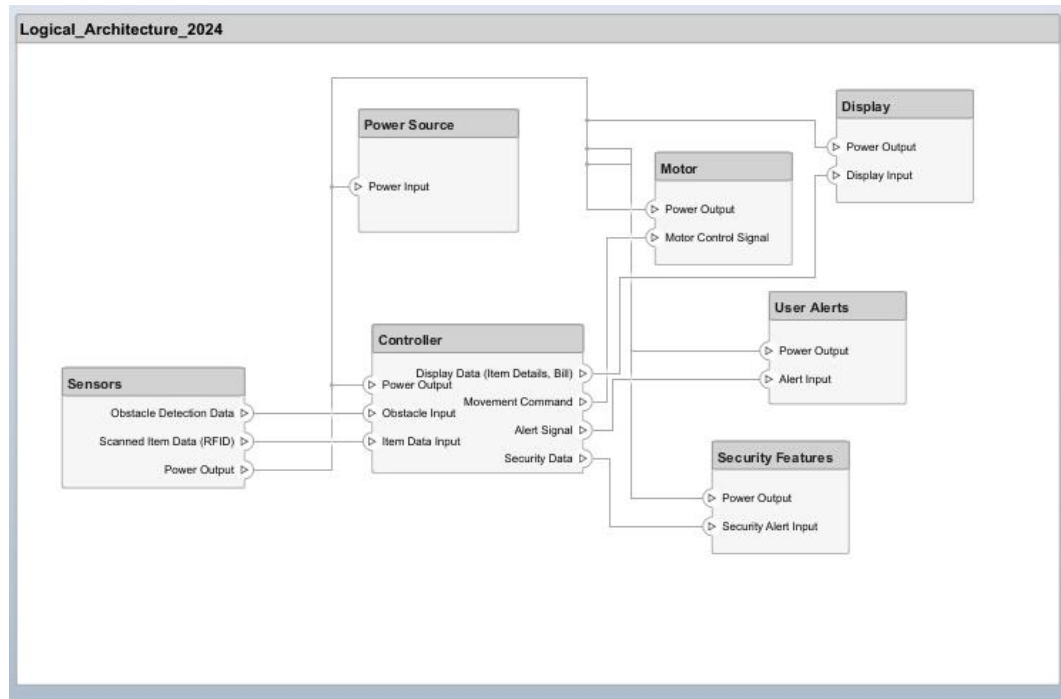 Logical_Architecture_2024
Power Source
Power Input
Display
Power Output
Display Input
Motor
Power Output
Motor Control Signal
User Alerts
Power Output
Alert Input
Controller
Display Data (Item Details, Bill)
Power Output
Movement Command
Obstacle Input
Alert Signal
Item Data Input
Security Data
Sensors
Obstacle Detection Data
Scanned Item Data (RFID)
Power Output
Security Features
Power Output
Security Alert Input